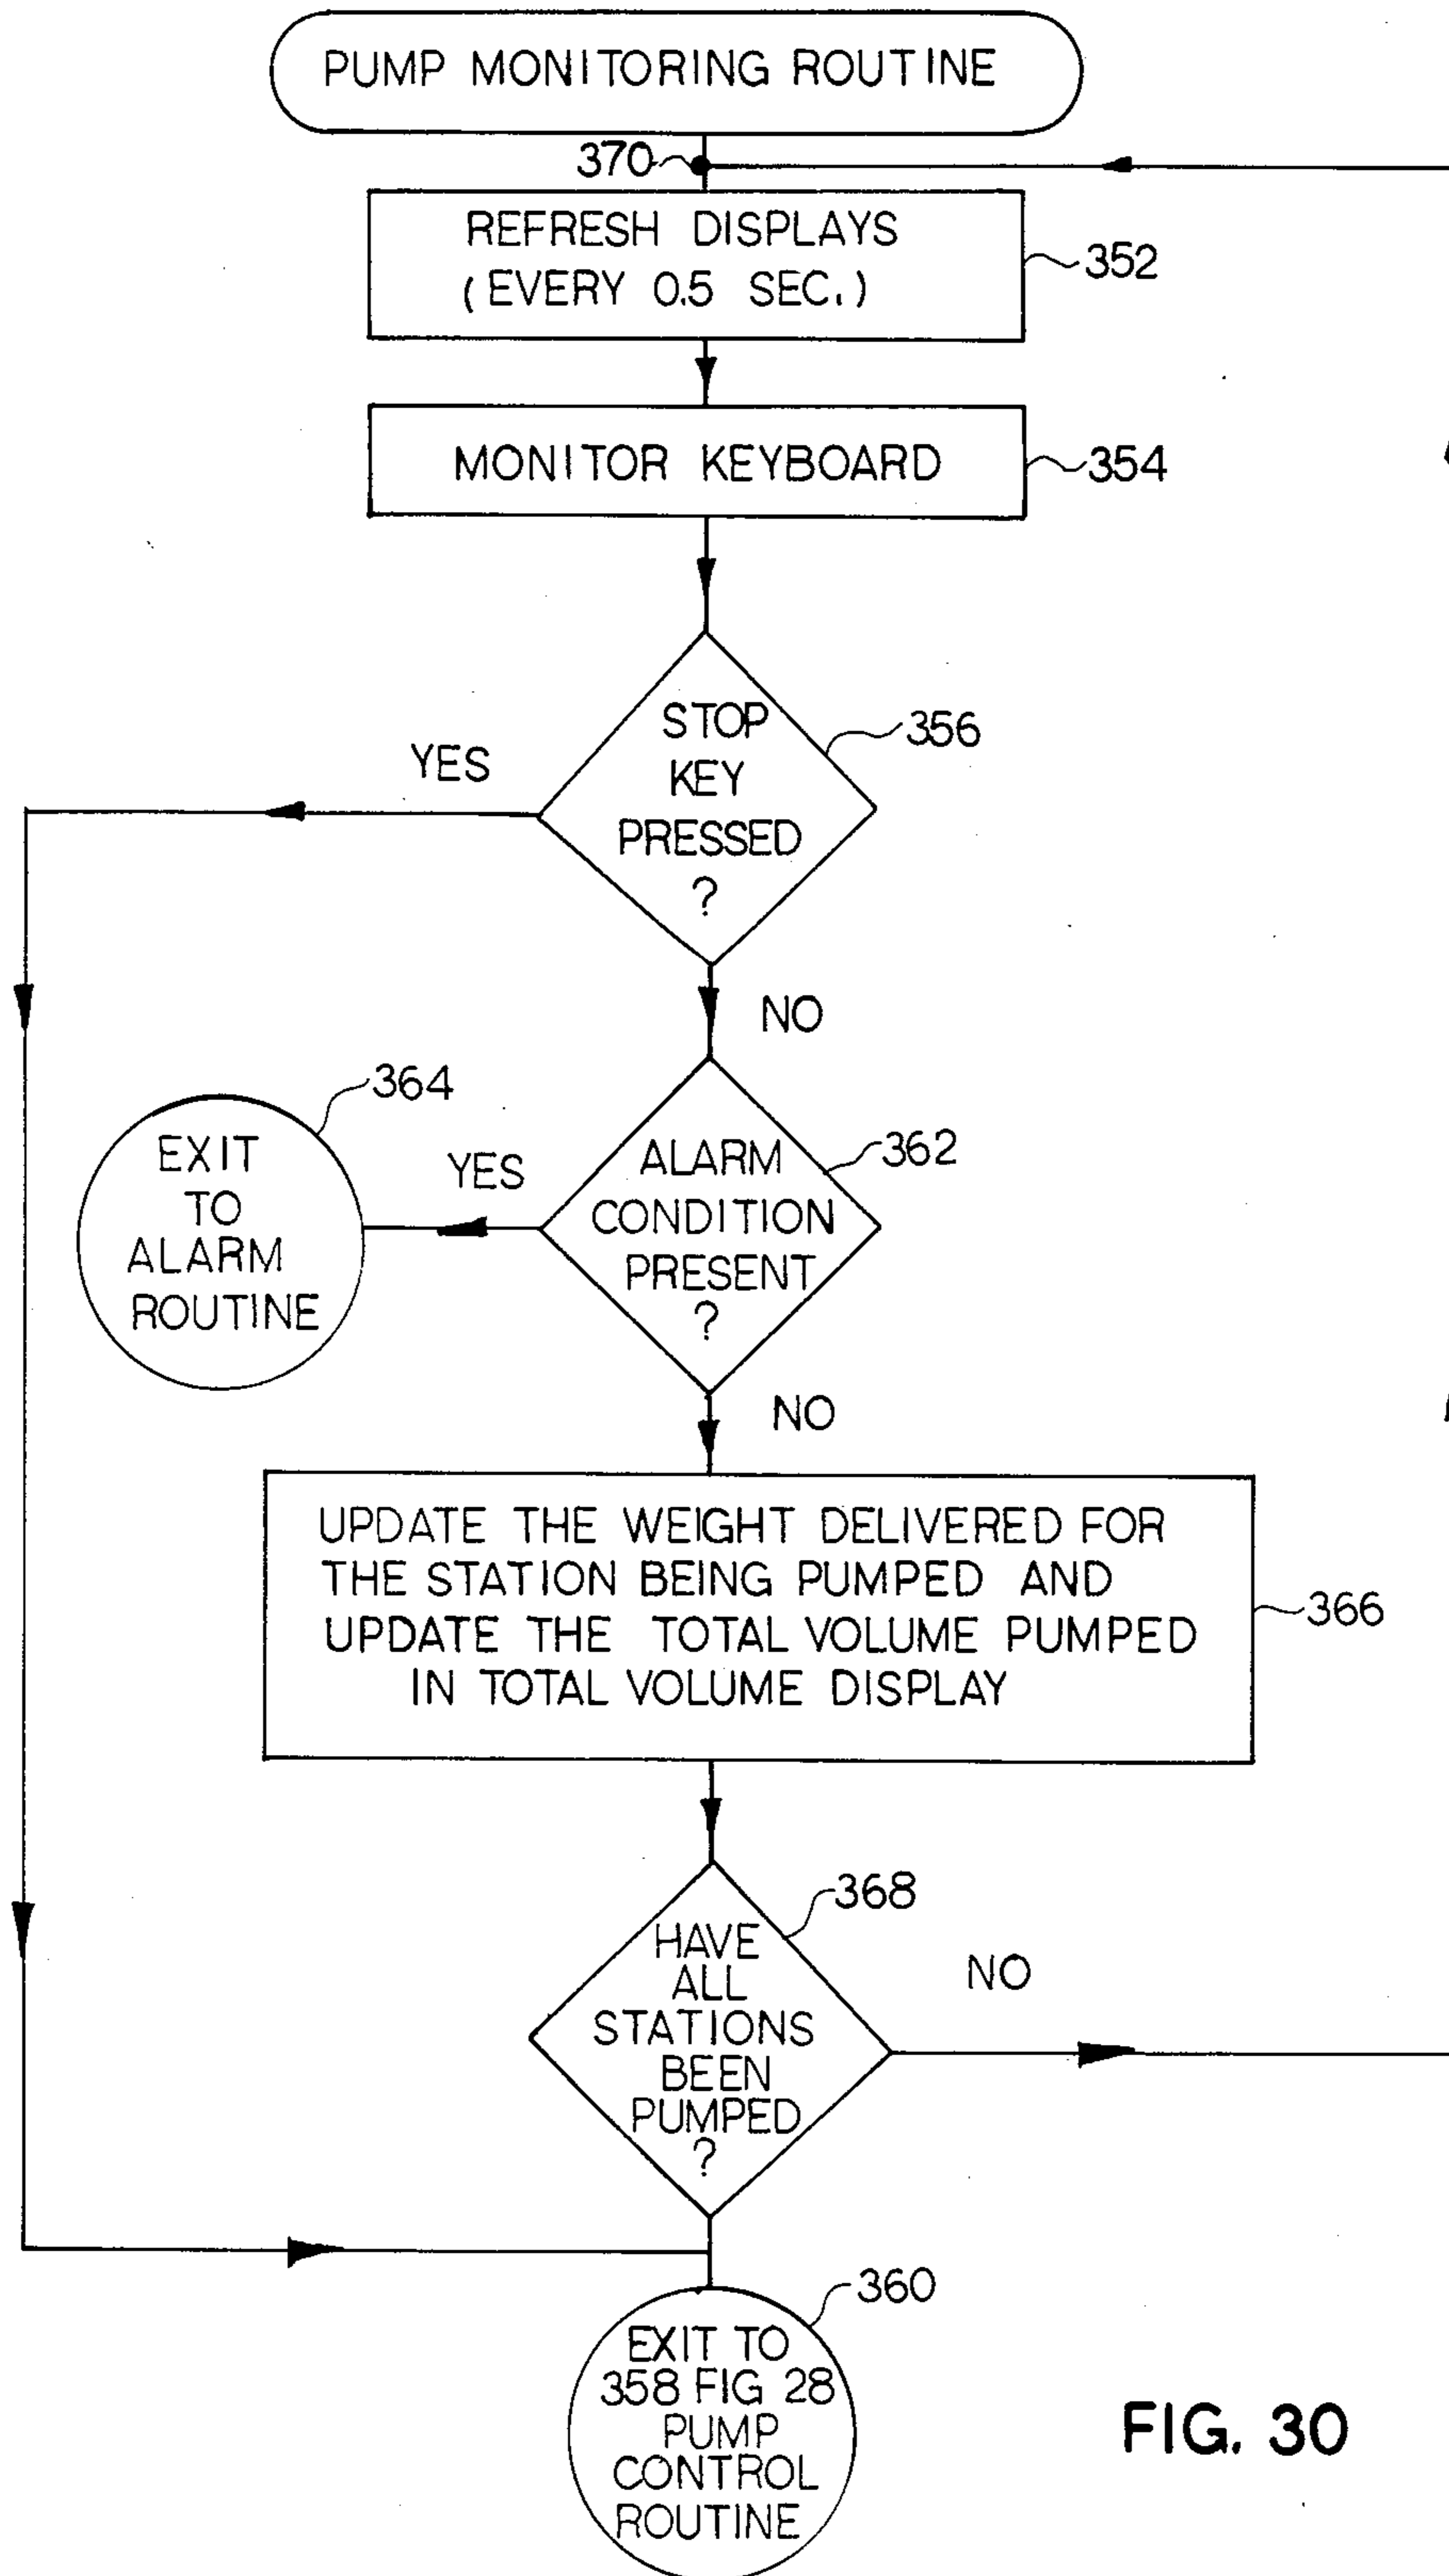 PUMP MONITORING ROUTINE
370
REFRESH DISPLAYS
(EVERY 0.5 SEC.)
352
MONITOR KEYBOARD
354
STOP
KEY
PRESSED
?
356
YES
NO
364
EXIT
TO
ALARM
ROUTINE
YES
ALARM
CONDITION
PRESENT
?
362
NO
UPDATE THE WEIGHT DELIVERED FOR
THE STATION BEING PUMPED AND
UPDATE THE TOTAL VOLUME PUMPED
IN TOTAL VOLUME DISPLAY
366
HAVE
ALL
STATIONS
BEEN
PUMPED
?
368
NO
360
EXIT TO
358 FIG 28
PUMP
CONTROL
ROUTINE
FIG. 30